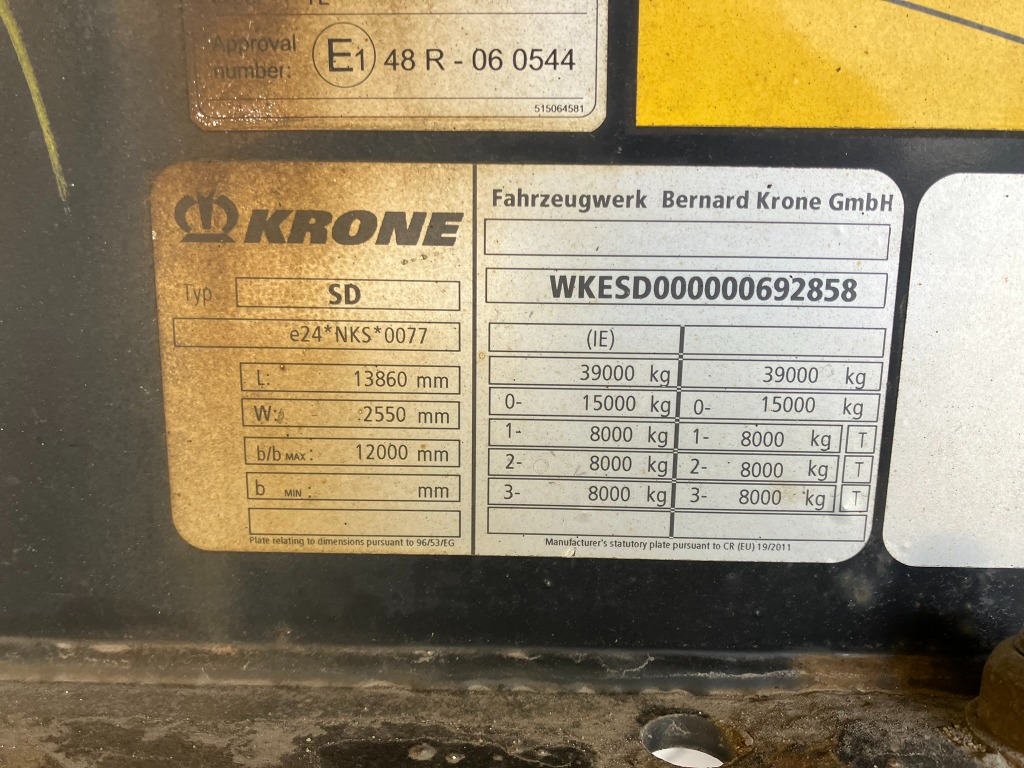 Approval
number: E1 48 R - 06 0544
515064581
KRONE
Typ SD
e24*NKS*0077
L: 13860 mm
W: 2550 mm
b/b MAX : 12000 mm
b MIN : mm
Plate relating to dimensions pursuant to 96/53/EG
Fahrzeugwerk Bernard Krone GmbH
WKESD000000692858
(IE)
39000 kg 39000 kg
0- 15000 kg 0- 15000 kg
1- 8000 kg 1- 8000 kg T
2- 8000 kg 2- 8000 kg T
3- 8000 kg 3- 8000 kg T
Manufacturer's statutory plate pursuant to CR (EU) 19/2011